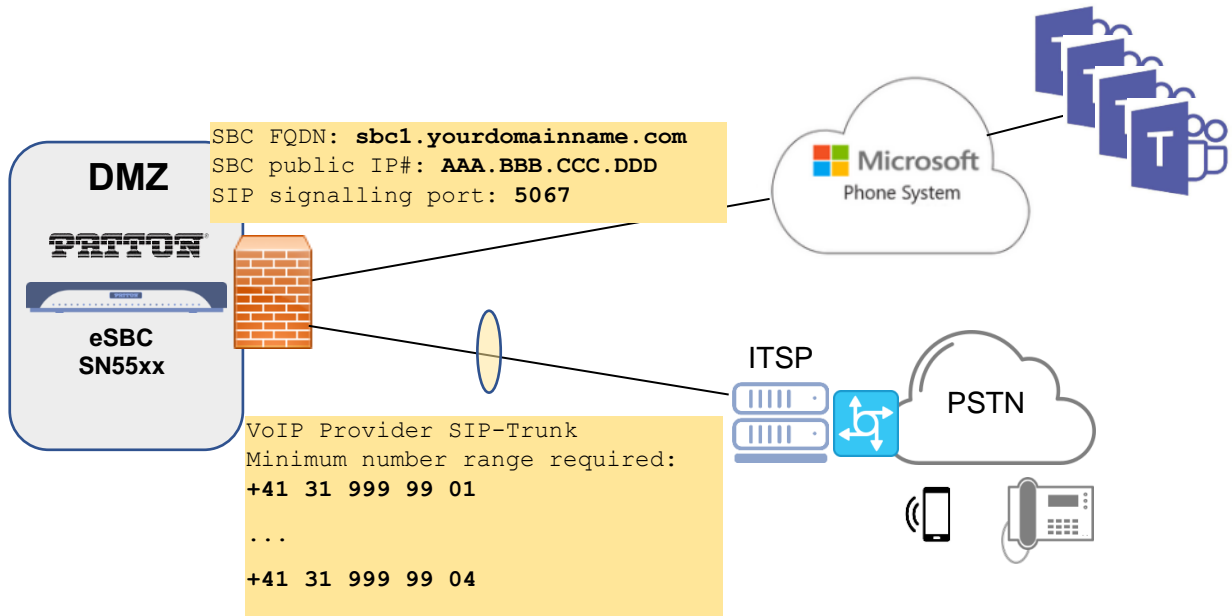 SBC FQDN: sbc1.yourdomainname.com
SBC public IP#: AAA.BBB.CCC.DDD
SIP signalling port: 5067
DMZ
PATTON
PATTON
eSBC
SN55xx
Microsoft
Phone System
T
T
T
T
ITSP
PSTN
VoIP Provider SIP-Trunk
Minimum number range required:
+41 31 999 99 01
...
+41 31 999 99 04